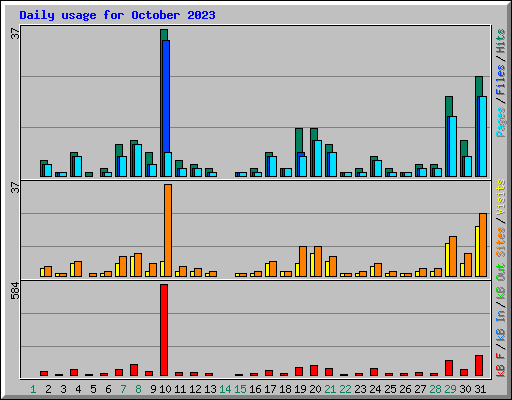 Daily usage for October 2023
37
Pages / Files / Hits
37
kB F / kB In / kB Out Sites / Visits
584
1 2 3 4 5 6 7 8 9 10 11 12 13 14 15 16 17 18 19 20 21 22 23 24 25 26 27 28 29 30 31